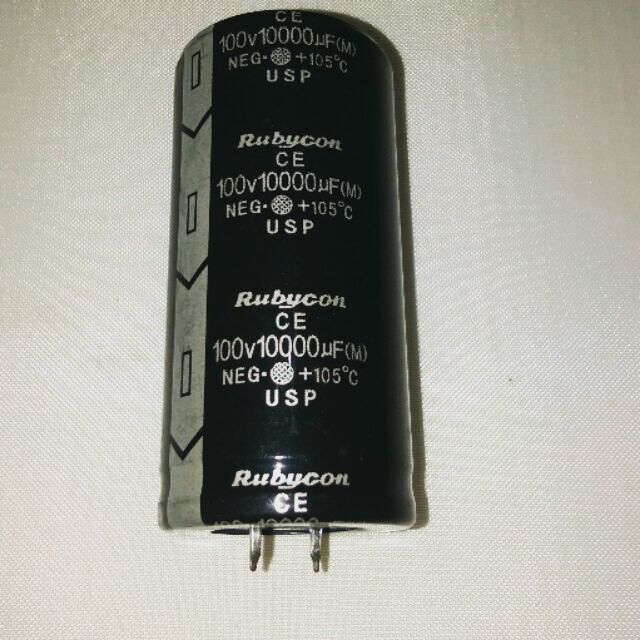 CE
100v10000µF(M)
NEG- +105°C
USP
Rubycon
CE
100v10000µF(M)
NEG- +105°C
USP
Rubycon
CE
100v10000µF(M)
NEG- +105°C
USP
Rubycon
CE